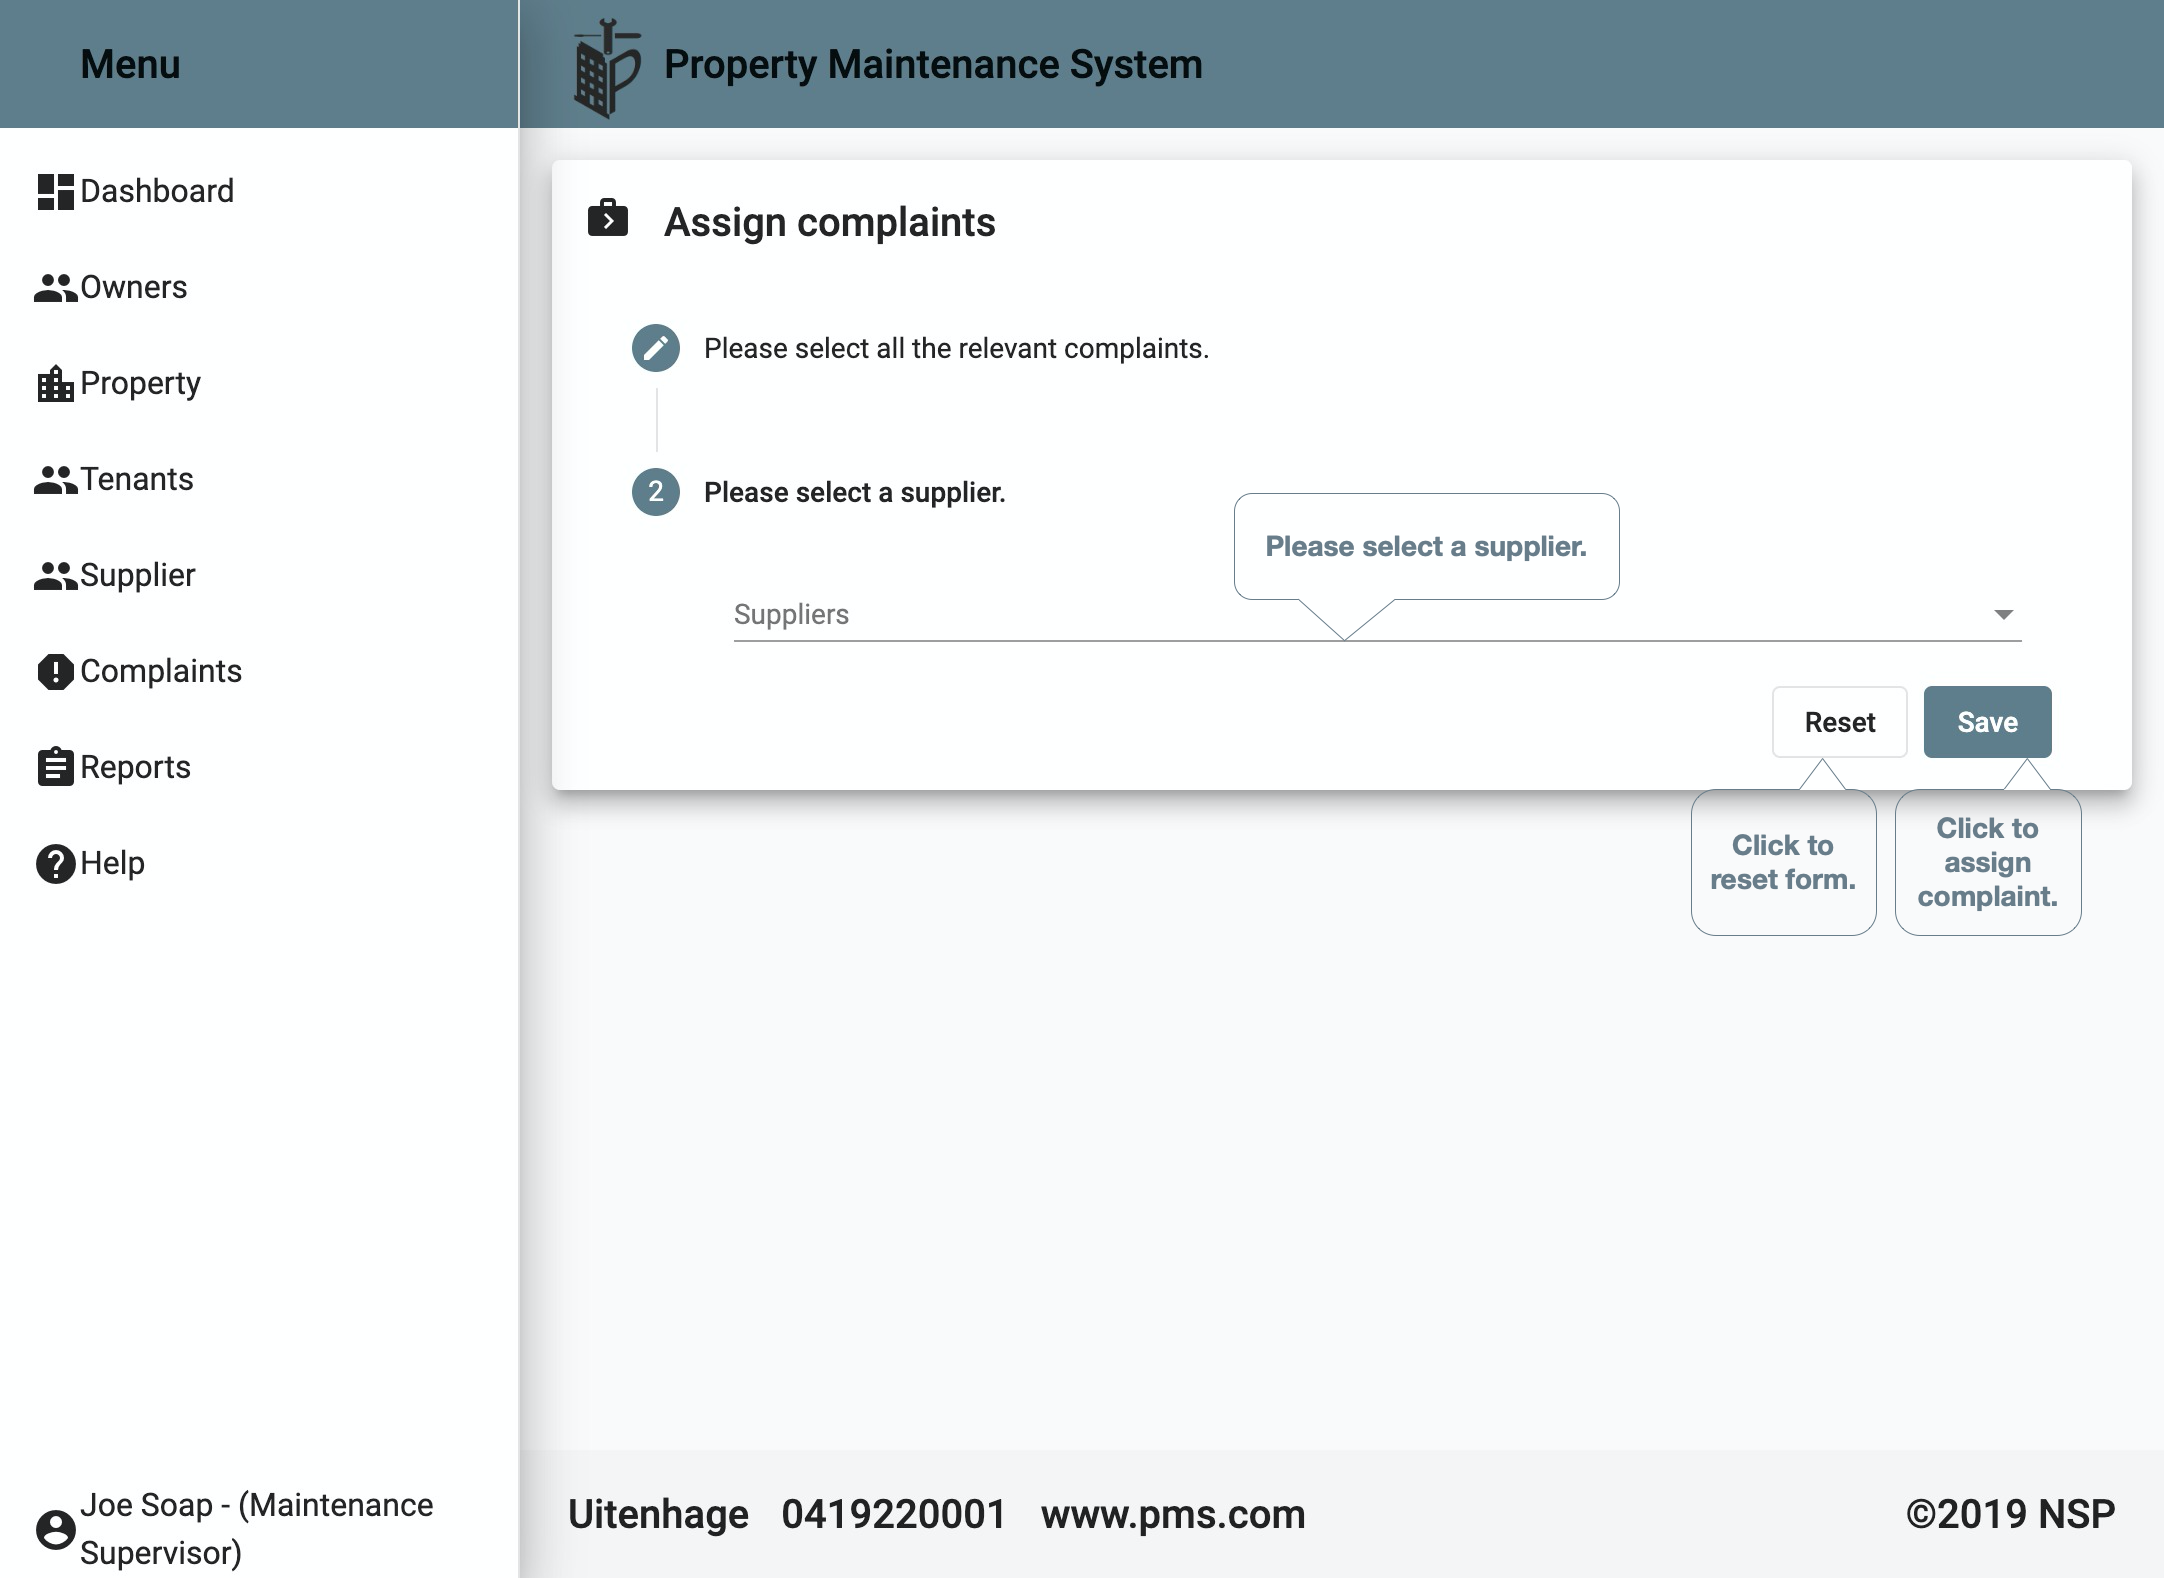 Menu
Property Maintenance System
Dashboard
Owners
Property
Tenants
Supplier
Complaints
Reports
Help
Joe Soap - (Maintenance
Supervisor)
Assign complaints
Please select all the relevant complaints.
2 Please select a supplier.
Please select a supplier.
Suppliers
Reset
Save
Click to
reset form.
Click to
assign
complaint.
Uitenhage 0419220001 www.pms.com
©2019 NSP